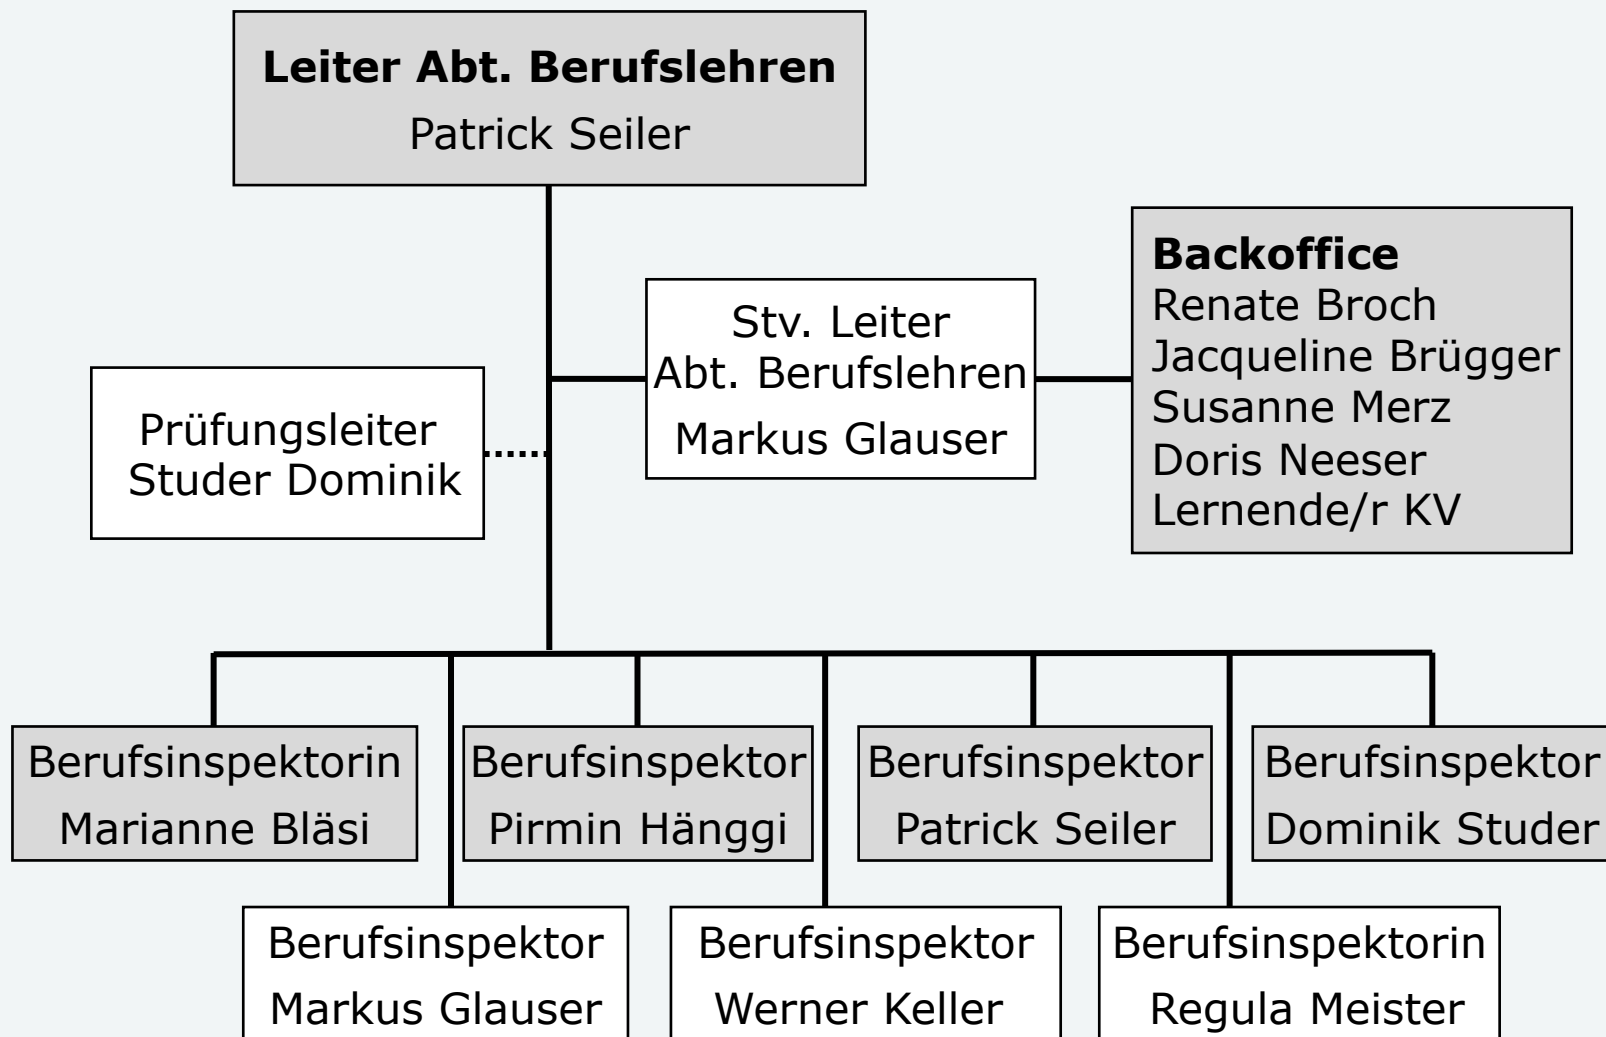 Leiter Abt. Berufslehren
Patrick Seiler
Backoffice
Renate Broch
Jacqueline Brügger
Susanne Merz
Doris Neeser
Lernende/r KV
Stv. Leiter
Abt. Berufslehren
Markus Glauser
Prüfungsleiter
Studer Dominik
Berufsinspektorin
Marianne Bläsi
Berufsinspektor
Pirmin Hänggi
Berufsinspektor
Patrick Seiler
Berufsinspektor
Dominik Studer
Berufsinspektor
Markus Glauser
Berufsinspektor
Werner Keller
Berufsinspektorin
Regula Meister